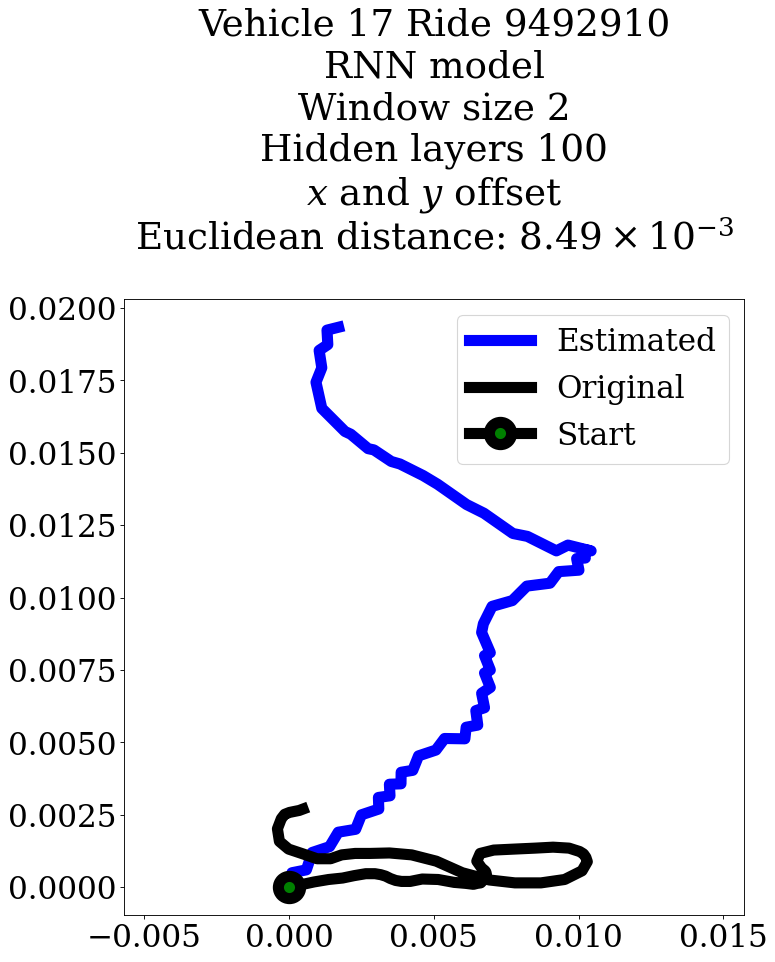 Vehicle 17 Ride 9492910
RNN model
Window size 2
Hidden layers 100
x and y offset
Euclidean distance: 8.49 × 10⁻³
Estimated
Original
Start
0.0200
0.0175
0.0150
0.0125
0.0100
0.0075
0.0050
0.0025
0.0000
−0.005 0.000 0.005 0.010 0.015